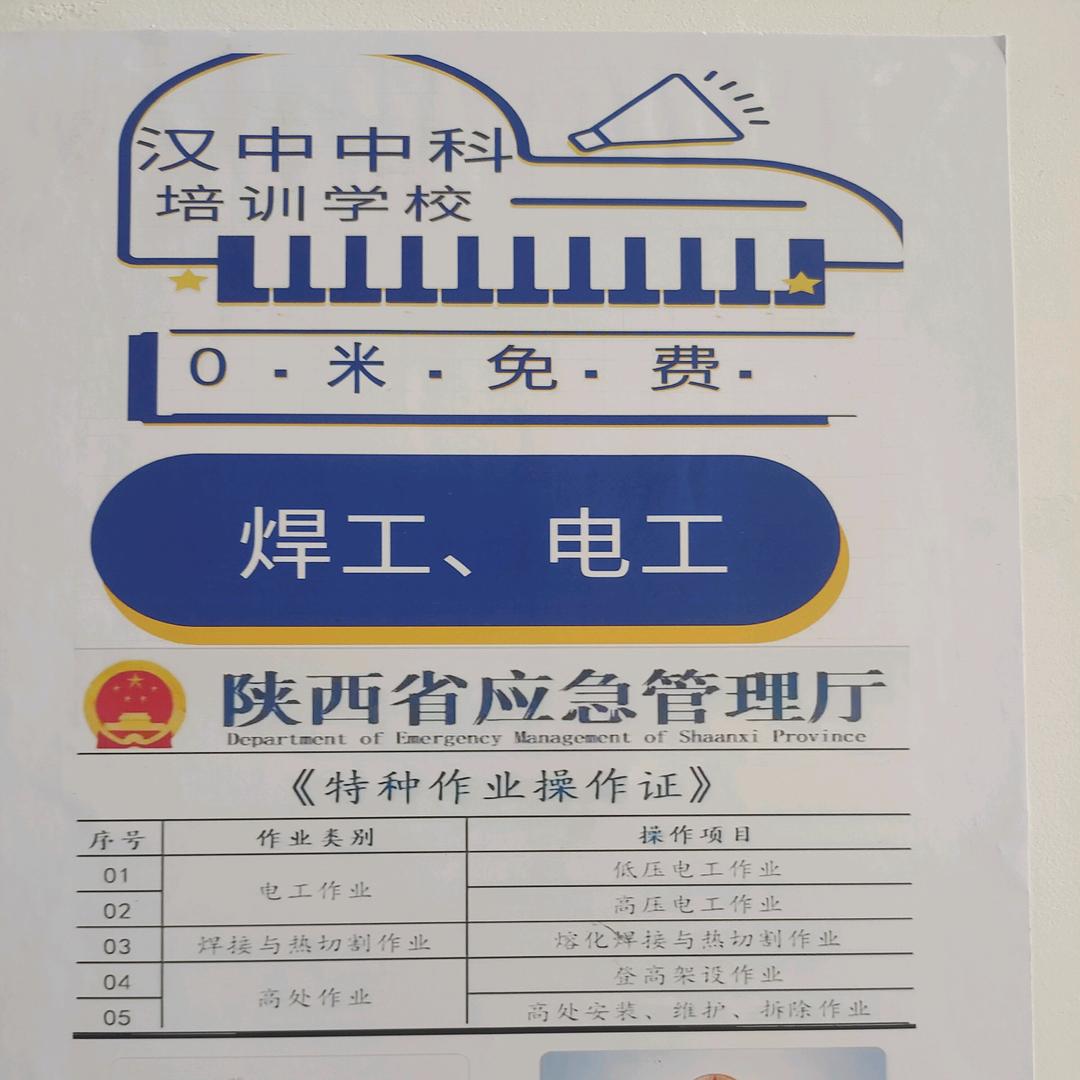 汉中中科
培训学校
0·米·免·费·
焊工、电工
陕西省应急管理厅
Department of Emergency Management of Shaanxi Province
《特种作业操作证》
序号 作业类别 操作项目
01 电工作业 低压电工作业
02 高压电工作业
03 焊接与热切割作业 熔化焊接与热切割作业
04 高处作业 登高架设作业
05 高处安装、维护、拆除作业